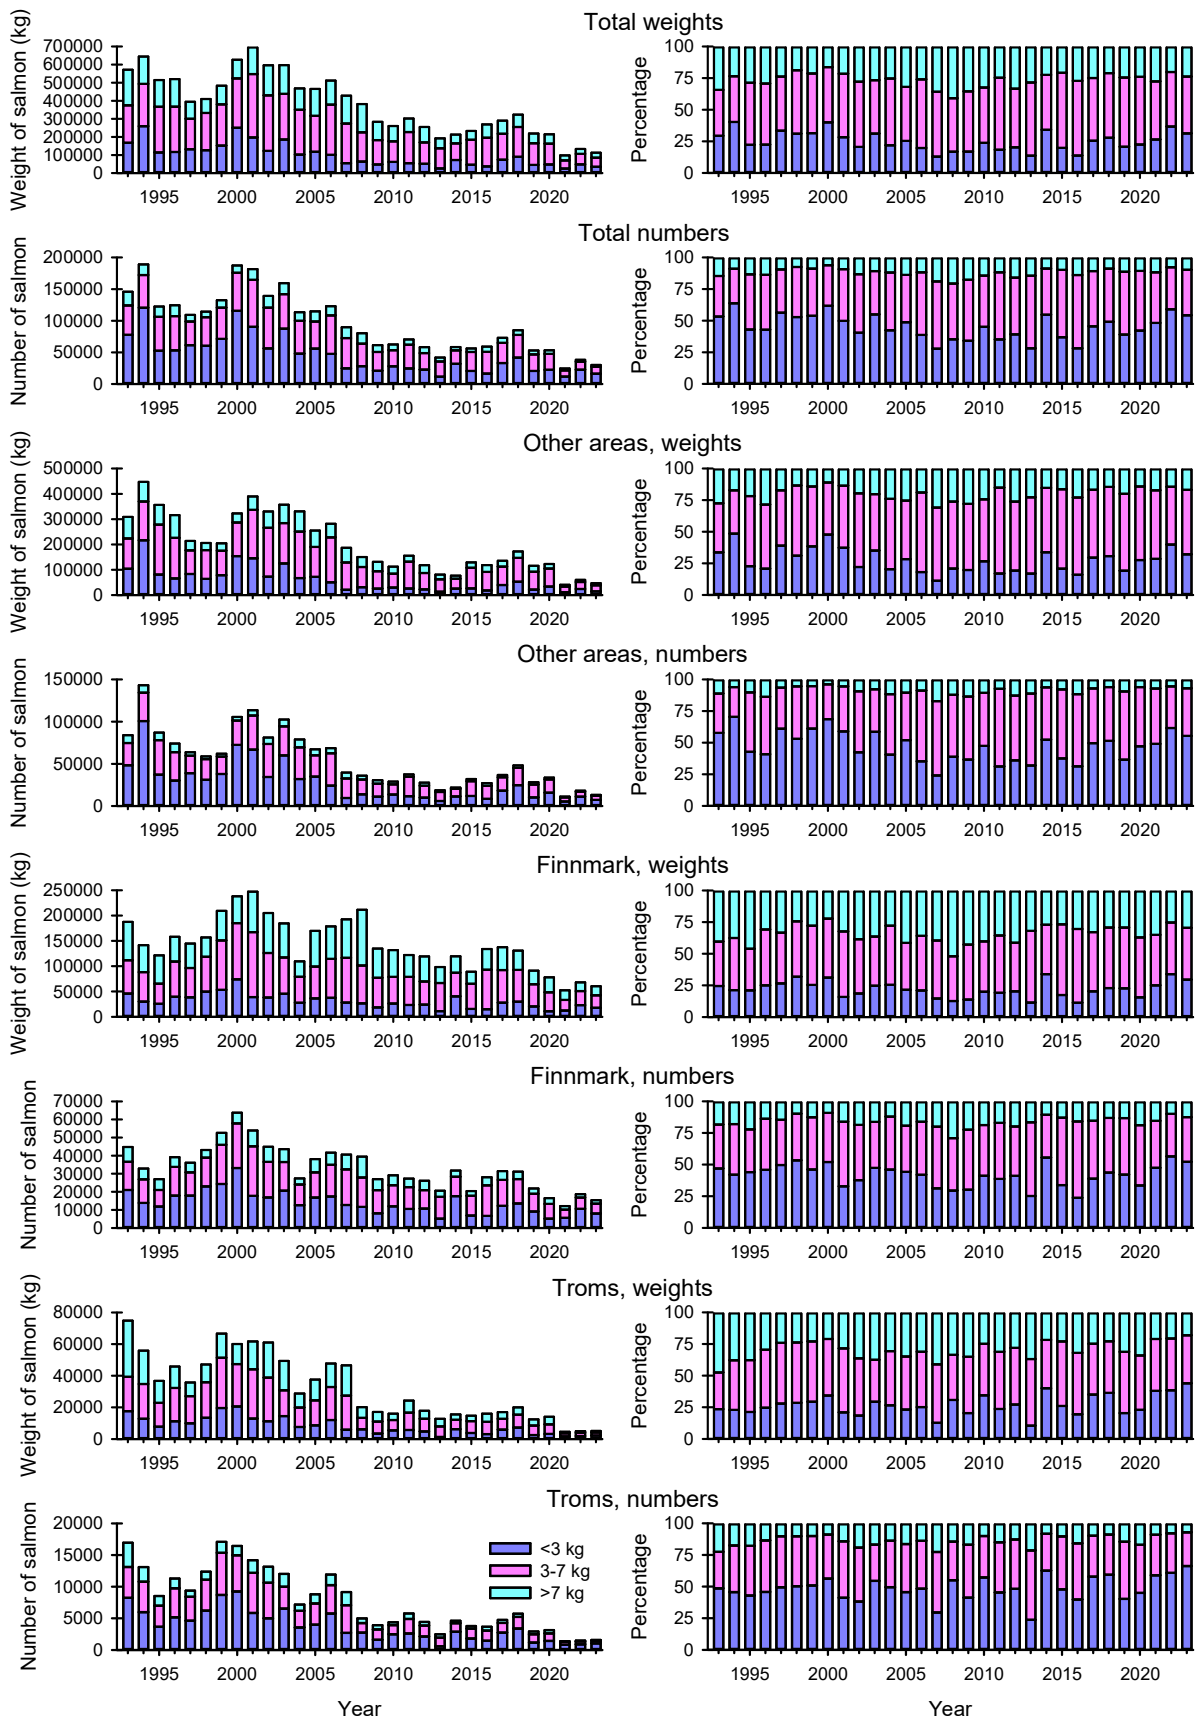 Total weights
Weight of salmon (kg)
700000
600000
500000
400000
300000
200000
100000
1995 2000 2005 2010 2015 2020
Percentage
100
75
50
25
0
1995 2000 2005 2010 2015 2020
Total numbers
Number of salmon
200000
150000
100000
50000
0
1995 2000 2005 2010 2015 2020
Percentage
100
75
50
25
0
1995 2000 2005 2010 2015 2020
Other areas, weights
Weight of salmon (kg)
500000
400000
300000
200000
100000
0
1995 2000 2005 2010 2015 2020
Percentage
100
75
50
25
0
1995 2000 2005 2010 2015 2020
Other areas, numbers
Number of salmon
150000
100000
50000
0
1995 2000 2005 2010 2015 2020
Percentage
100
75
50
25
0
1995 2000 2005 2010 2015 2020
Finnmark, weights
Weight of salmon (kg)
250000
200000
150000
100000
50000
0
1995 2000 2005 2010 2015 2020
Percentage
100
75
50
25
0
1995 2000 2005 2010 2015 2020
Finnmark, numbers
Number of salmon
70000
60000
50000
40000
30000
20000
10000
0
1995 2000 2005 2010 2015 2020
Percentage
100
75
50
25
0
1995 2000 2005 2010 2015 2020
Troms, weights
Weight of salmon (kg)
80000
60000
40000
20000
0
1995 2000 2005 2010 2015 2020
Percentage
100
75
50
25
0
1995 2000 2005 2010 2015 2020
Troms, numbers
Number of salmon
20000
15000
10000
5000
0
<3 kg
3-7 kg
>7 kg
1995 2000 2005 2010 2015 2020
Year
Percentage
100
75
50
25
0
1995 2000 2005 2010 2015 2020
Year